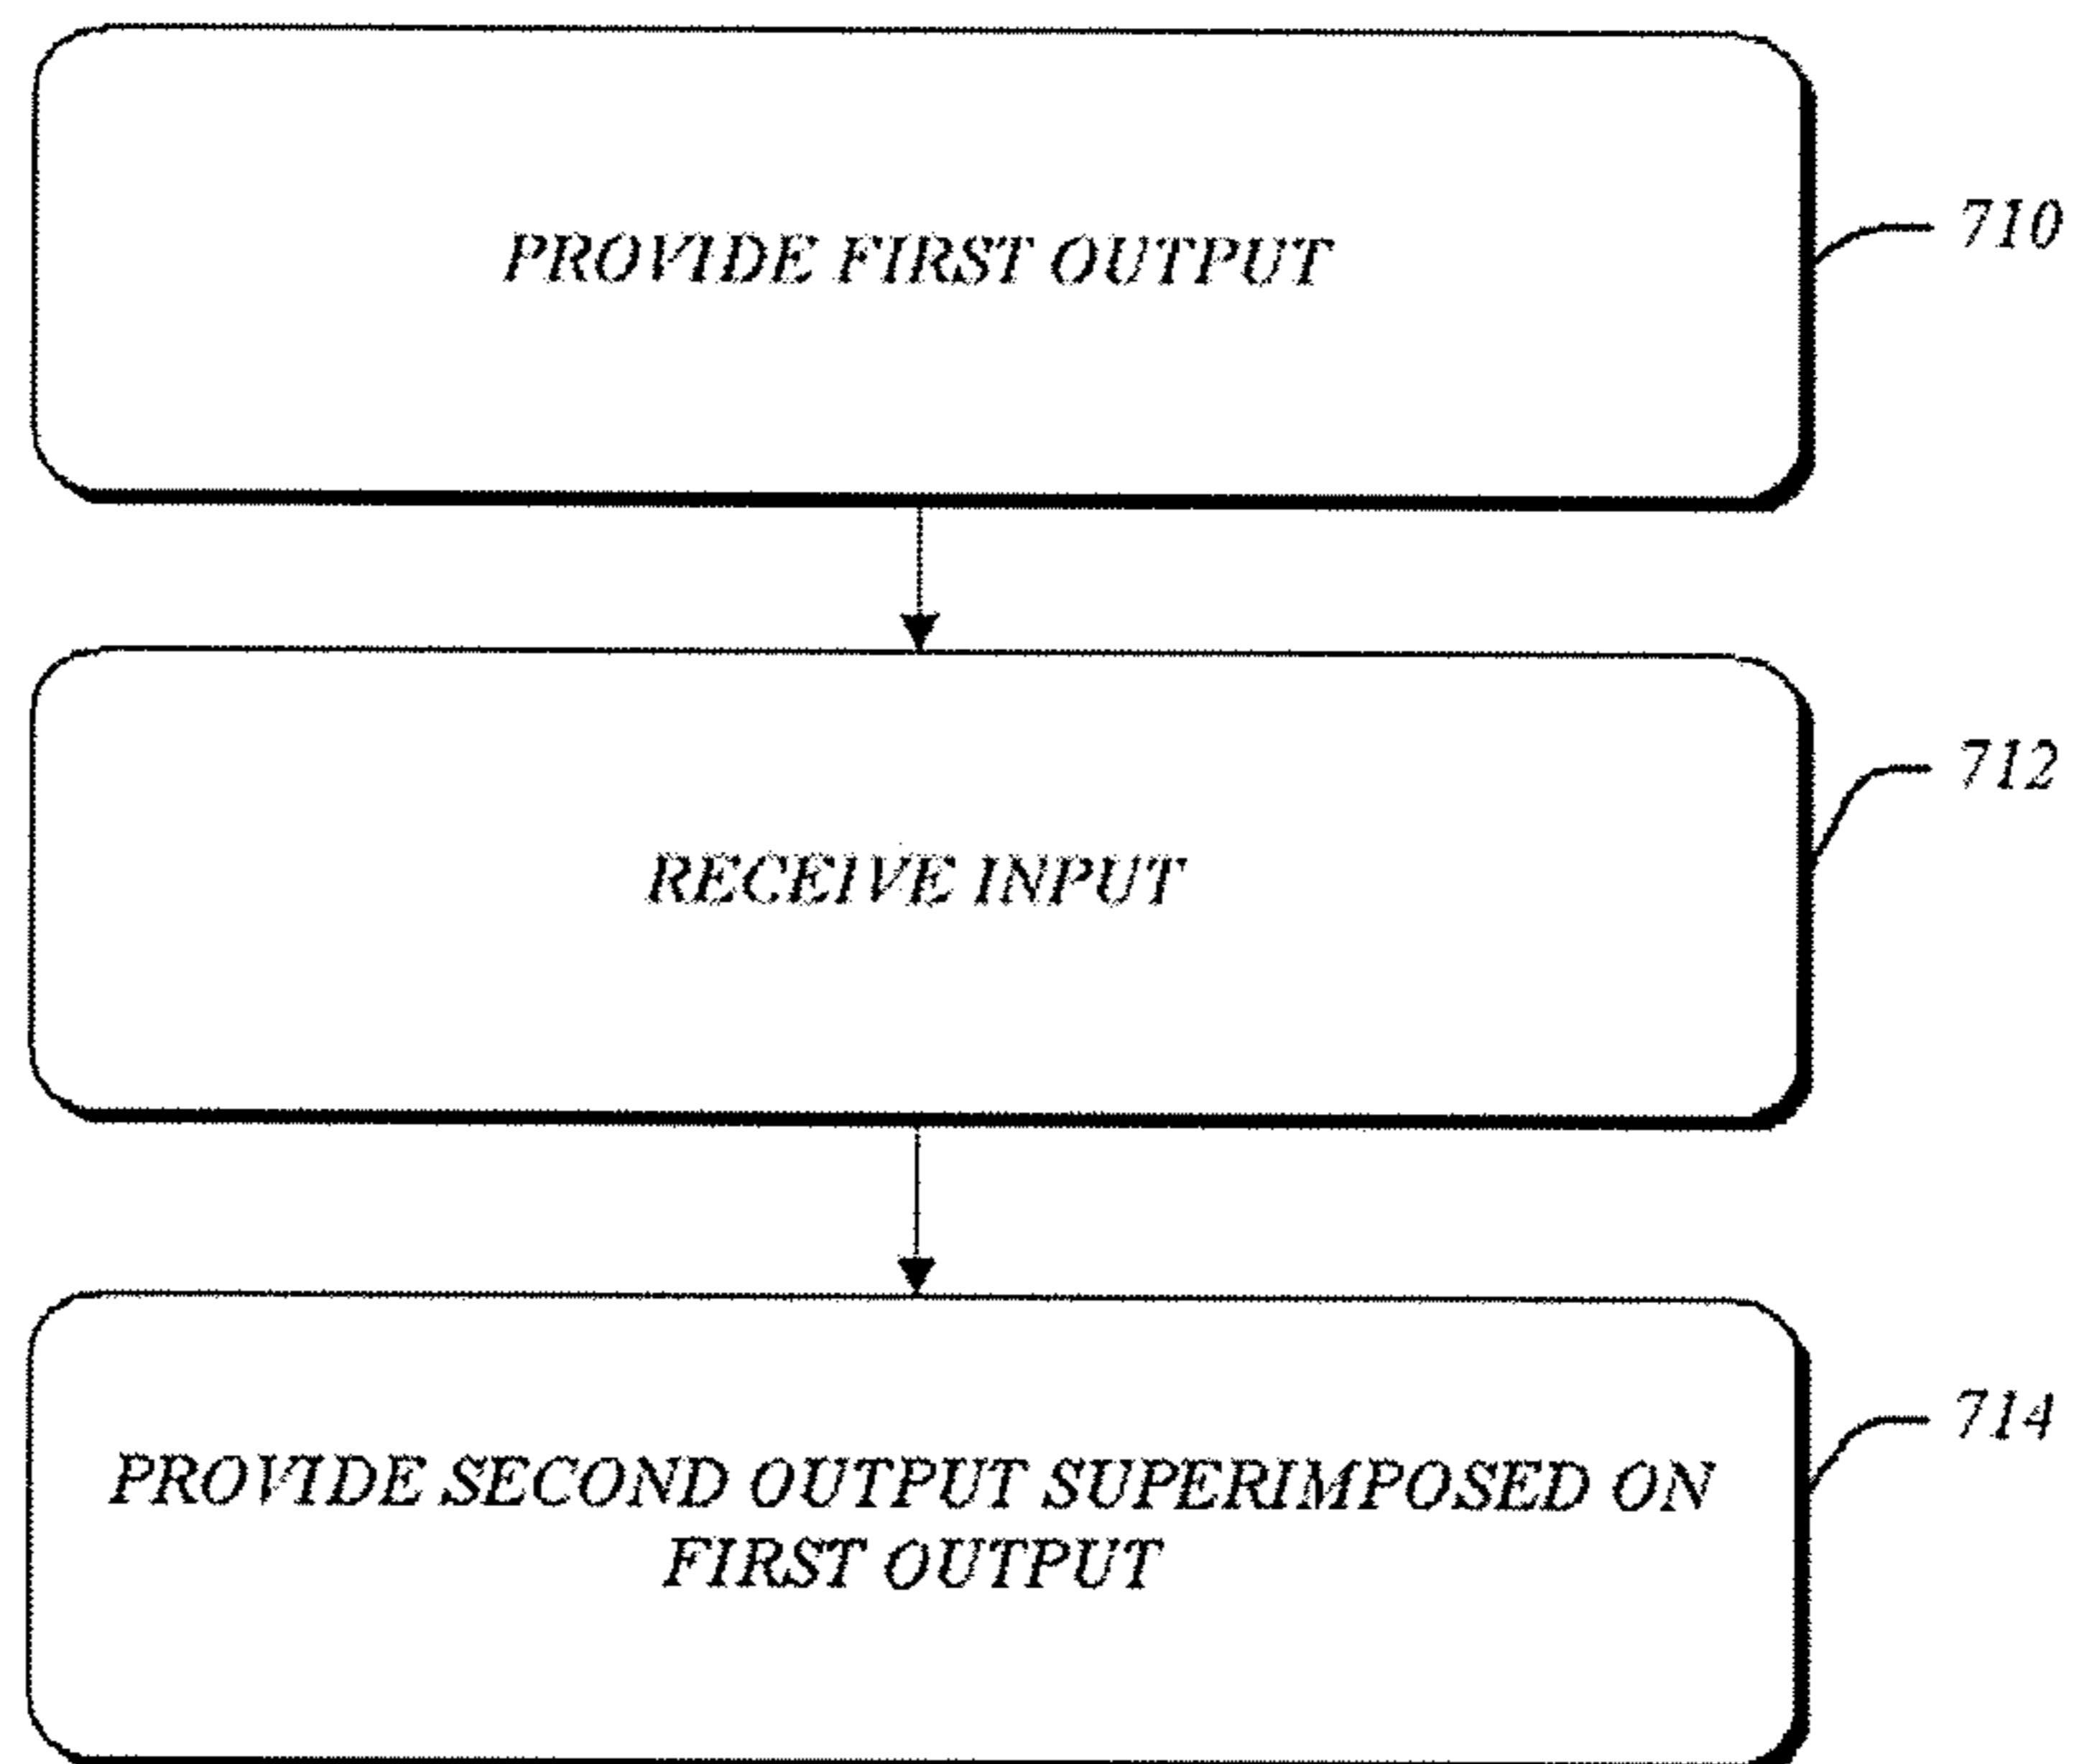 PROVIDE FIRST OUTPUT
710
RECEIVE INPUT
712
PROVIDE SECOND OUTPUT SUPERIMPOSED ON
FIRST OUTPUT
714